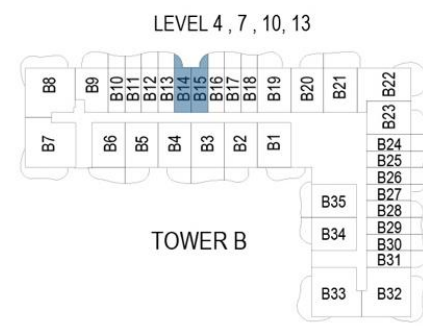 LEVEL 4 , 7, 10, 13
B8
B9
B10
B11
B12
B13
B14
B15
B16
B17
B18
B19
B20
B21
B22
B23
B7
B6
B5
B4
B3
B2
B1
B24
B25
B26
B27
B28
B29
B30
B31
B35
B34
TOWER B
B33
B32